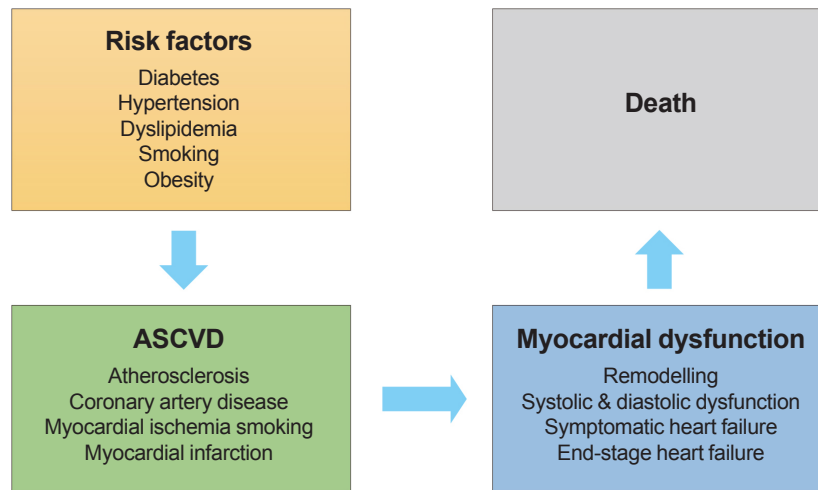 Risk factors
Diabetes
Hypertension
Dyslipidemia
Smoking
Obesity
Death
ASCVD
Atherosclerosis
Coronary artery disease
Myocardial ischemia smoking
Myocardial infarction
Myocardial dysfunction
Remodelling
Systolic & diastolic dysfunction
Symptomatic heart failure
End-stage heart failure